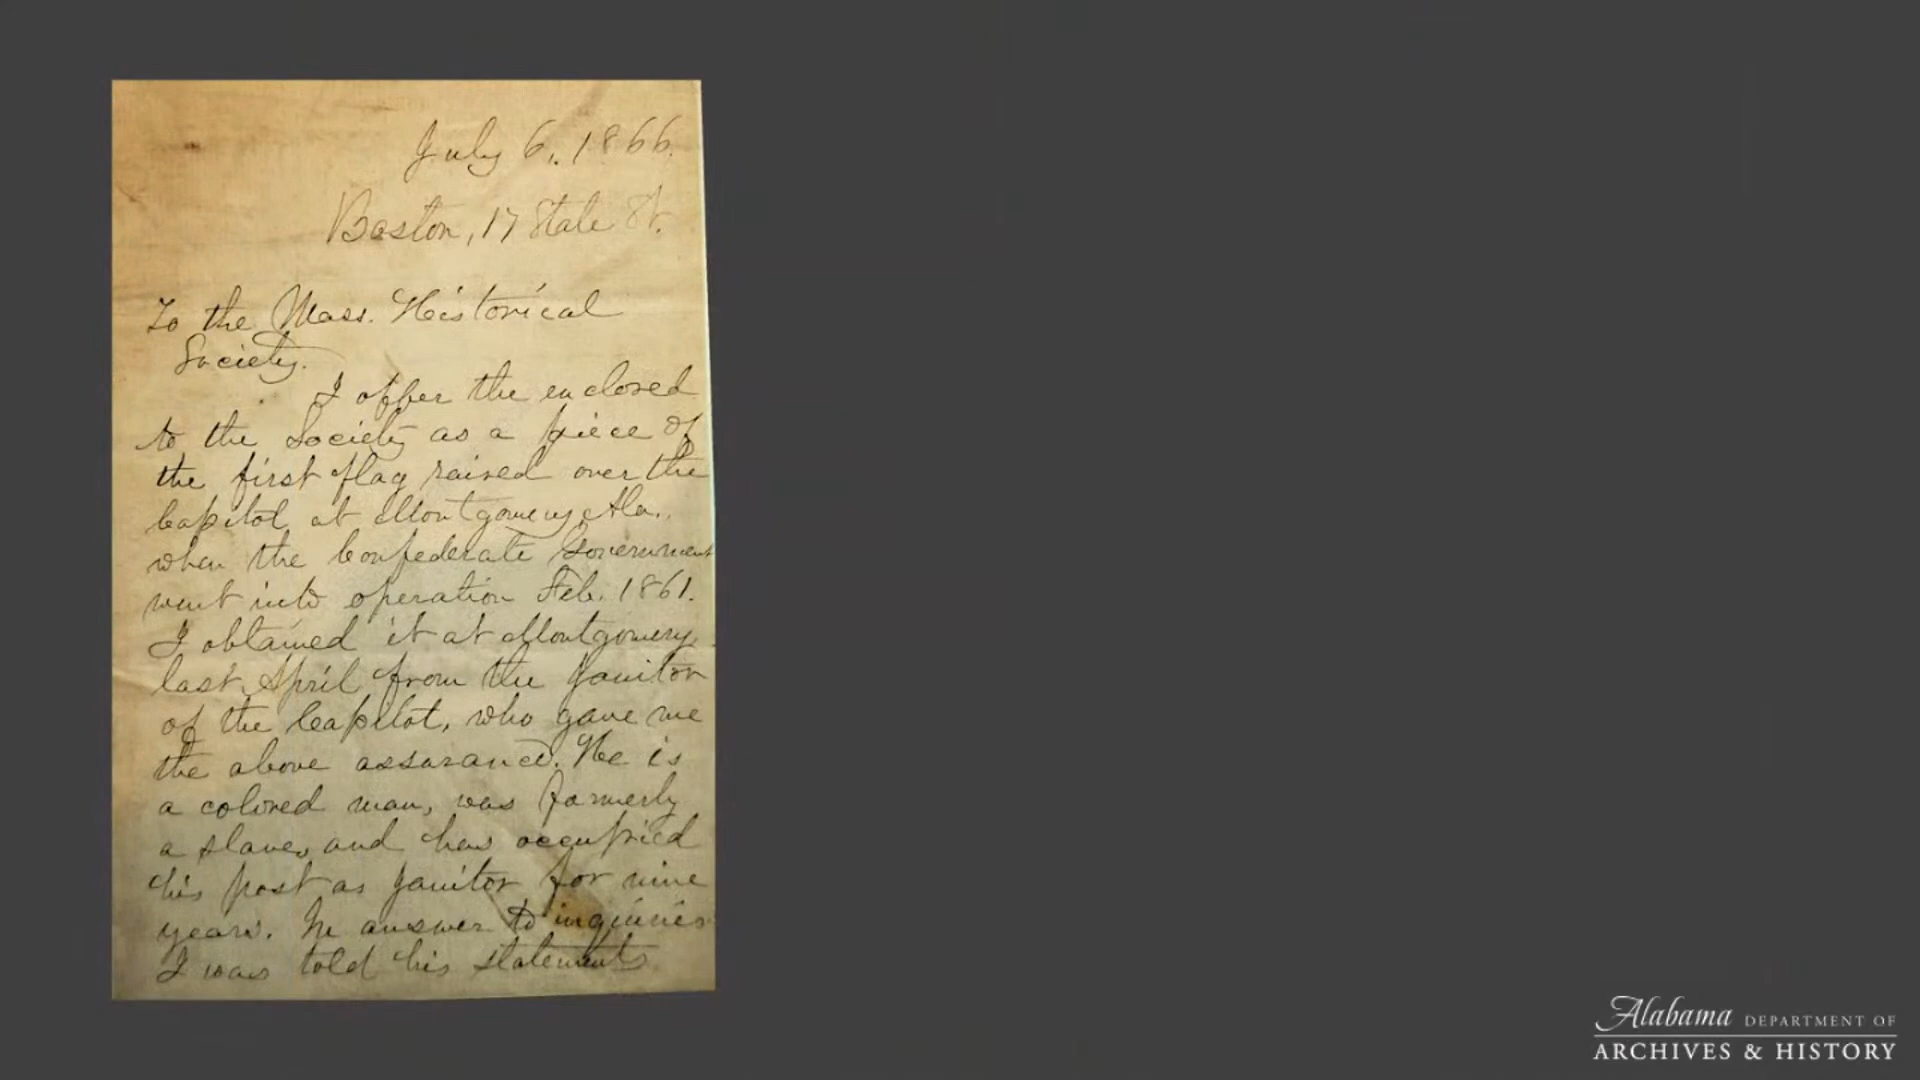 July 6, 1866.
Boston, 17 State St.
To the Mass. Historical
Society.
I offer the enclosed
to the Society as a piece of
the first flag raised over the
Capitol at Montgomery, Ala.
when the Confederate Government
went into operation Feb. 1861.
I obtained it at Montgomery
last April from the Janitor
of the Capitol, who gave me
the above assurance. He is
a colored man, was formerly
a slave, and has occupied
his post as Janitor for nine
years. In answer to inquiries
I was told his statements
Alabama DEPARTMENT OF
ARCHIVES & HISTORY